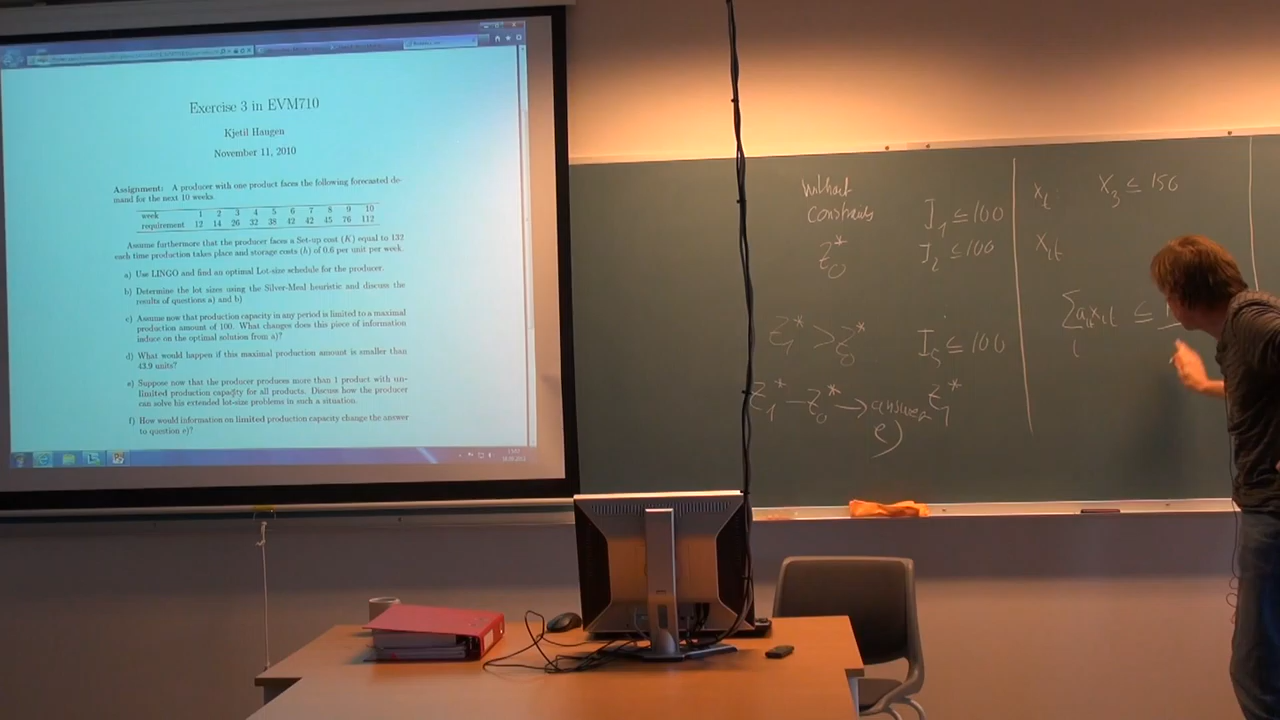 Exercise 3 in EVM710
Kjetil Haugen
November 11, 2010
Assignment: A producer with one product faces the following forecasted de-
mand for the next 10 weeks
week 1 2 3 4 5 6 7 8 9 10
requirement 12 14 26 32 38 42 42 45 76 112
Assume furthermore that the producer faces a Set-up cost (K) equal to 132
each time production takes place and storage costs (h) of 0.6 per unit per week.
a) Use LINGO and find an optimal Lot-size schedule for the producer.
b) Determine the lot sizes using the Silver-Meal heuristic and discuss the
results of questions a) and b)
c) Assume now that production capacity in any period is limited to a maximal
production amount of 100. What changes does this piece of information
induce on the optimal solution from a)?
d) What would happen if this maximal production amount is smaller than
43.9 units?
e) Suppose now that the producer produces more than 1 product with un-
limited production capacity for all products. Discuss how the producer
can solve his extended lot-size problems in such a situation.
f) How would information on limited production capacity change the answer
to question e)?
Without
constraints
Z0*
I1 ≤ 100
I2 ≤ 100
Z1* > Z0*
I5 ≤ 100
Z1* – Z0* → answer
e)
Z1*
Xt
X3 ≤ 150
Xit
∑ aitXit ≤
i